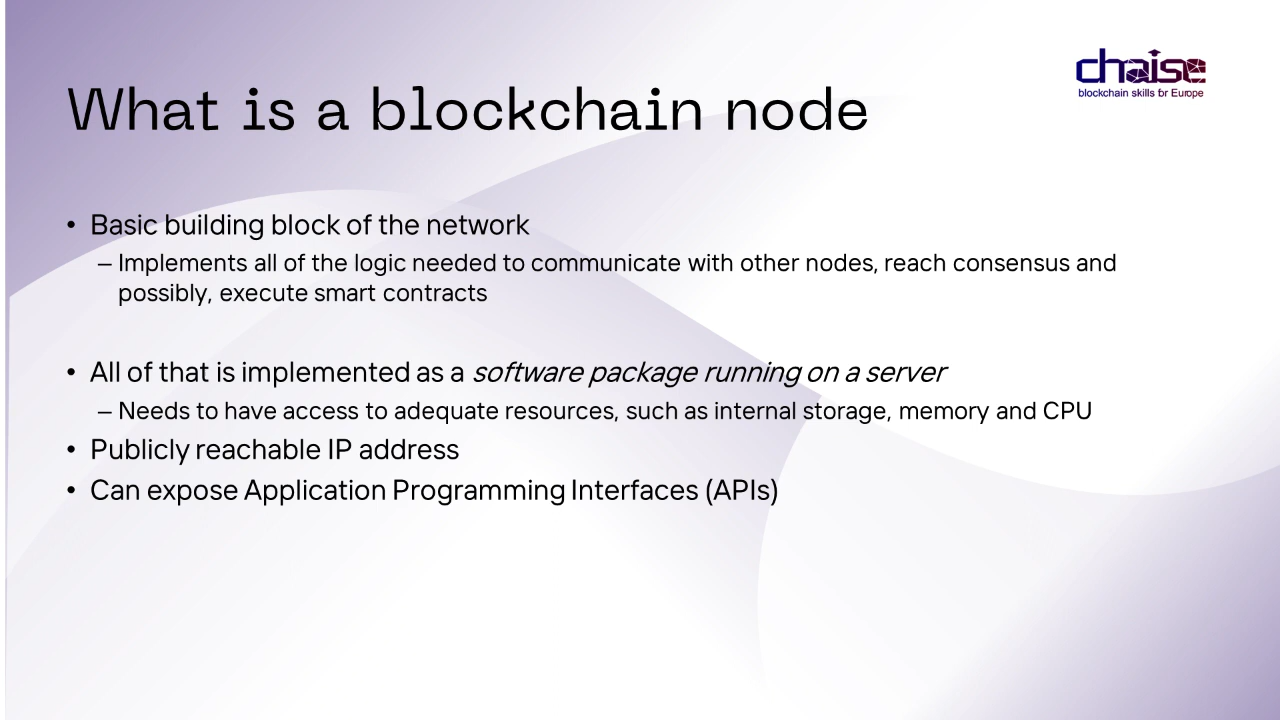 chaise
blockchain skills for Europe
What is a blockchain node
• Basic building block of the network
– Implements all of the logic needed to communicate with other nodes, reach consensus and
possibly, execute smart contracts
• All of that is implemented as a software package running on a server
– Needs to have access to adequate resources, such as internal storage, memory and CPU
• Publicly reachable IP address
• Can expose Application Programming Interfaces (APIs)